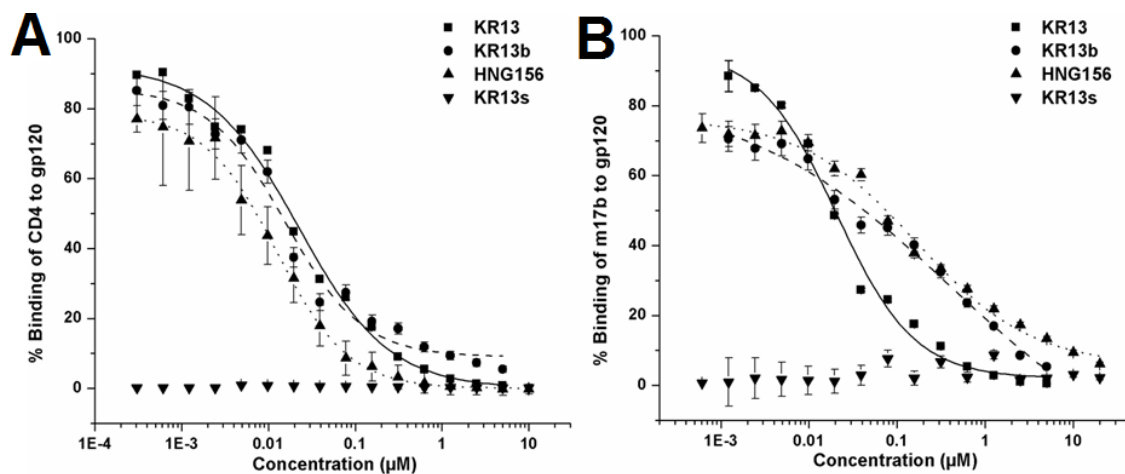 A
KR13
KR13b
HNG156
KR13s
% Binding of CD4 to gp120
100
80
60
40
20
0
1E-4
1E-3
0.01
0.1
1
10
Concentration (µM)
B
KR13
KR13b
HNG156
KR13s
% Binding of m17b to gp120
100
80
60
40
20
0
1E-3
0.01
0.1
1
10
Concentration (µM)